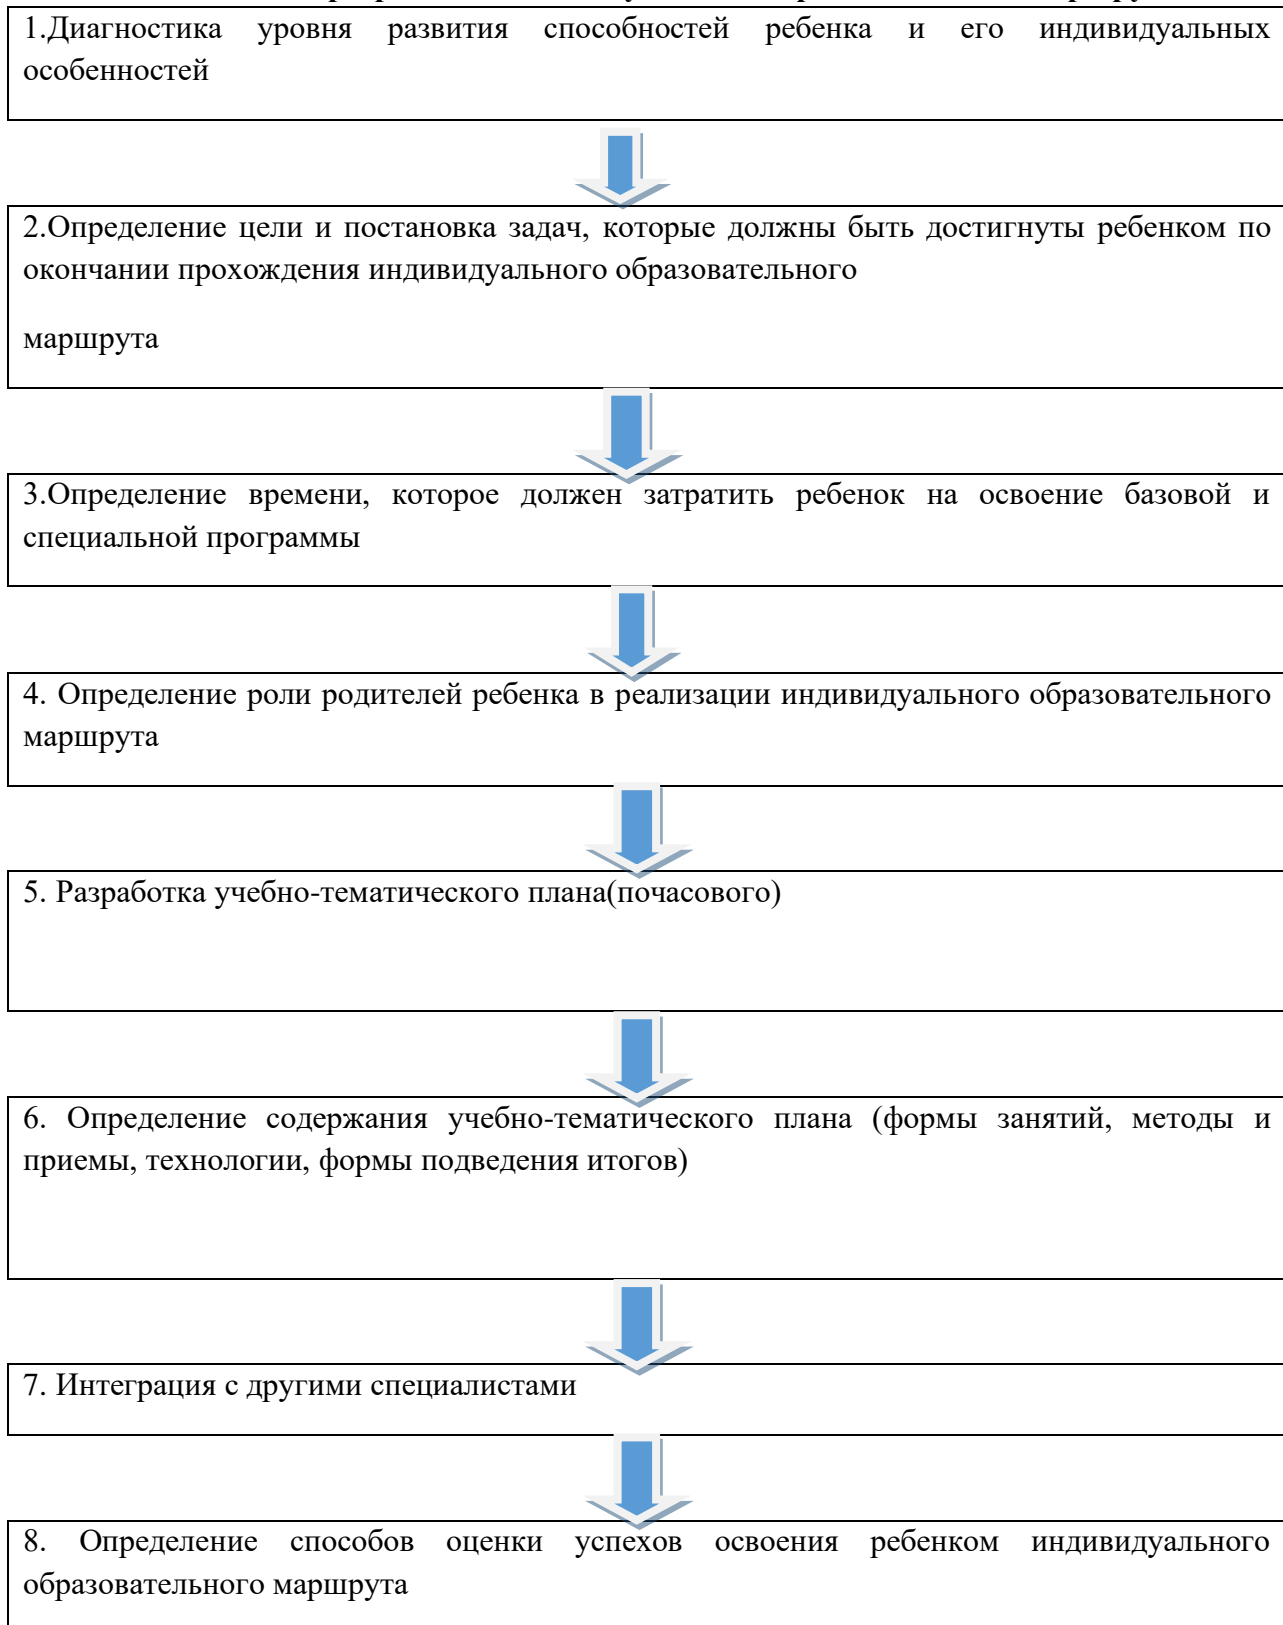 1.Диагностика уровня развития способностей ребенка и его индивидуальных
особенностей
2.Определение цели и постановка задач, которые должны быть достигнуты ребенком по
окончании прохождения индивидуального образовательного
маршрута
3.Определение времени, которое должен затратить ребенок на освоение базовой и
специальной программы
4. Определение роли родителей ребенка в реализации индивидуального образовательного
маршрута
5. Разработка учебно-тематического плана(почасового)
6. Определение содержания учебно-тематического плана (формы занятий, методы и
приемы, технологии, формы подведения итогов)
7. Интеграция с другими специалистами
8. Определение способов оценки успехов освоения ребенком индивидуального
образовательного маршрута